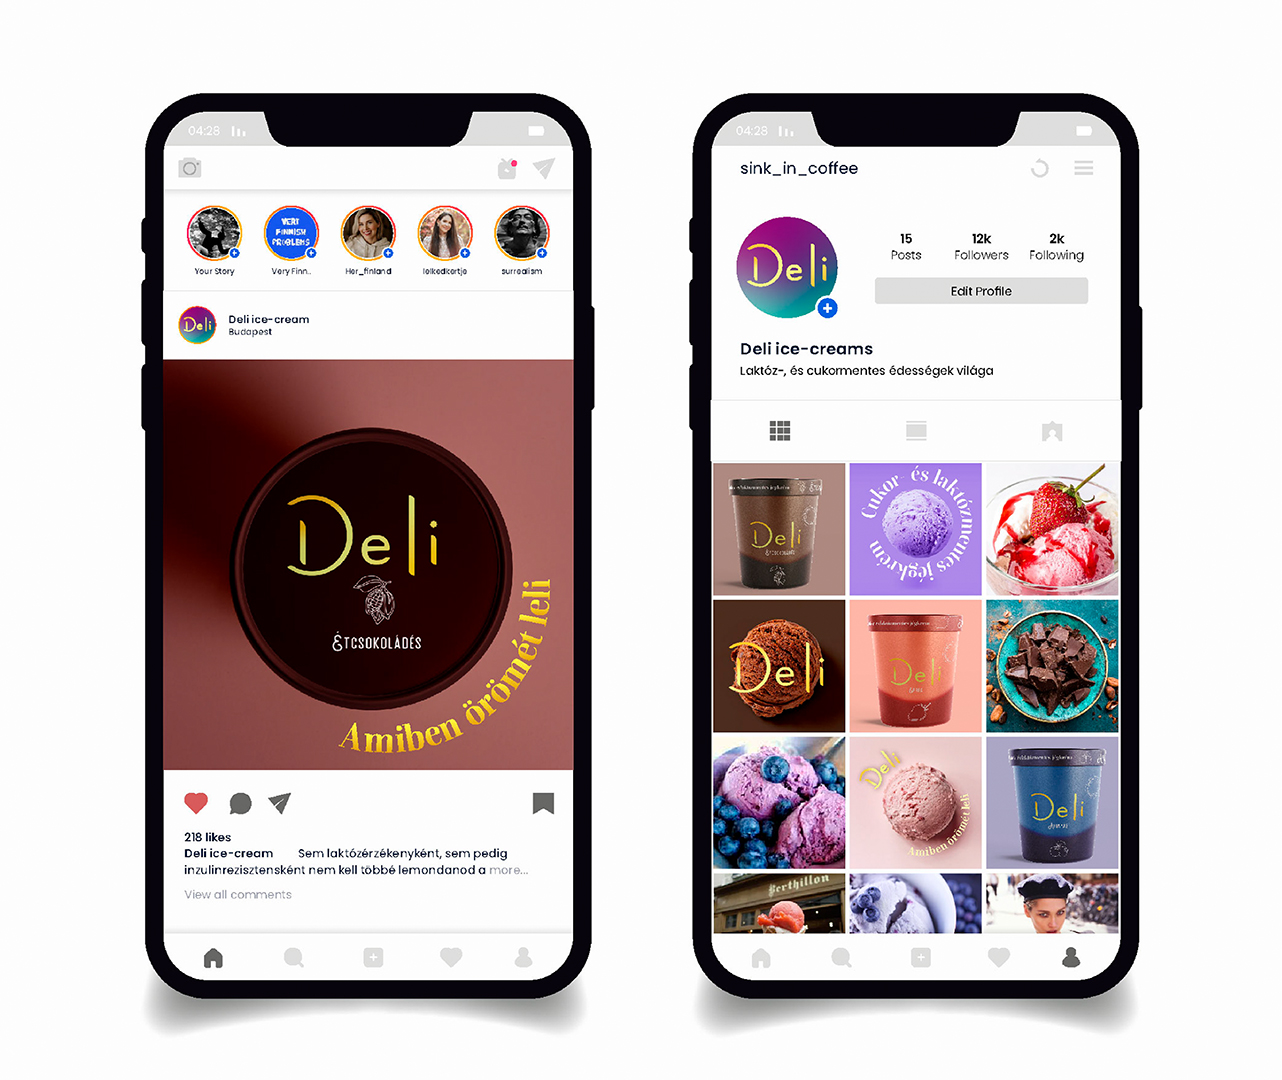 04:28
VERY
FINNISH
PROBLEMS
Your Story
Very Finn..
Her_finland
lelkedkertje
surrealism
Deli
Deli ice-cream
Budapest
Deli
Étcsokoládés
Amiben örömét leli
218 likes
Deli ice-cream Sem laktózérzékenyként, sem pedig
inzulinrezisztensként nem kell többé lemondanod a more...
View all comments
04:28
sink_in_coffee
Deli
15
Posts
12k
Followers
2k
Following
Edit Profile
Deli ice-creams
Laktóz-, és cukormentes édességek világa
Deli
Cukor- és laktózmentes jégkrém
Deli
Deli
Deli
Amiben örömét leli
Deli
Berthillon